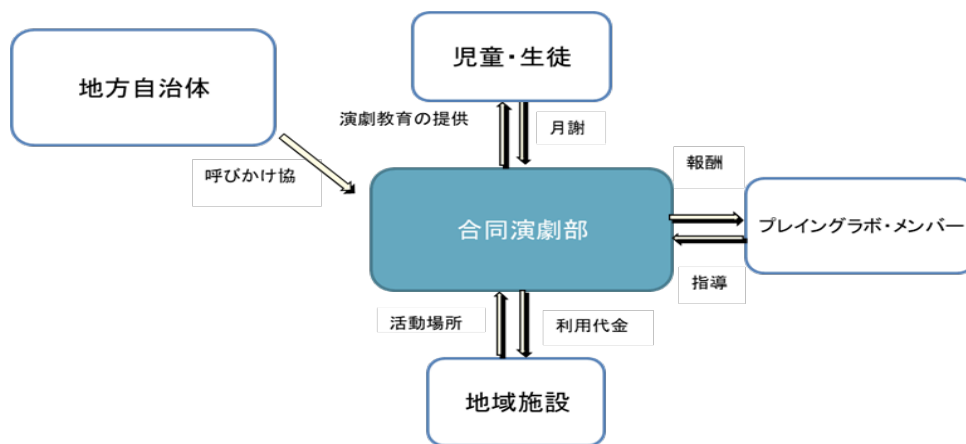 児童・生徒
地方自治体
演劇教育の提供
月謝
呼びかけ協
報酬
合同演劇部
プレイングラボ・メンバー
指導
活動場所
利用代金
地域施設